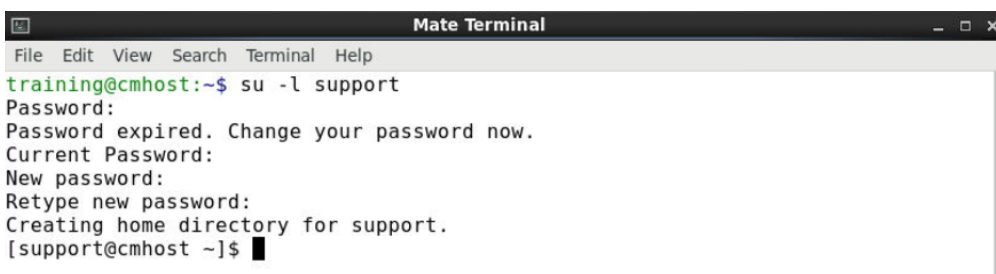 Mate Terminal
File Edit View Search Terminal Help
training@cmhost:~$ su -l support
Password:
Password expired. Change your password now.
Current Password:
New password:
Retype new password:
Creating home directory for support.
[support@cmhost ~]$